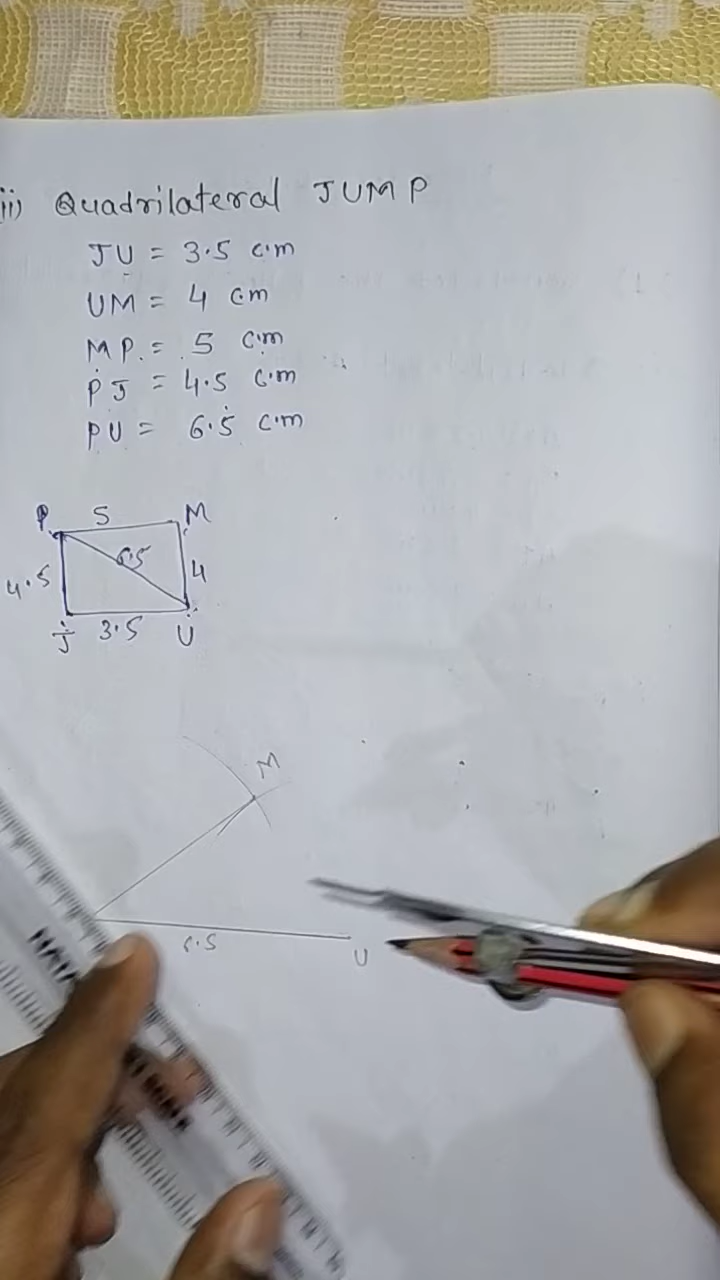 ii) Quadrilateral JUMP
JU = 3.5 cm
UM = 4 cm
MP = 5 cm
PJ = 4.5 cm
PU = 6.5 cm
P 5 M
4.5 6.5 4
J 3.5 U
M
6.5
U